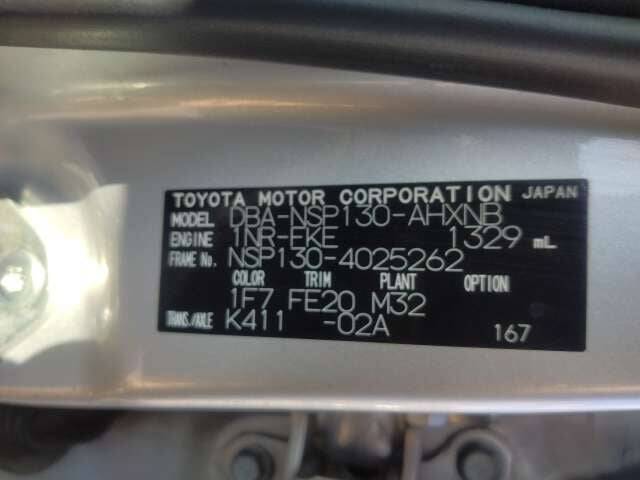 TOYOTA MOTOR CORPORATION JAPAN
MODEL DBA-NSP130-AHXNB
ENGINE 1NR-EKE 1329 mL
FRAME No. NSP130-4025262
COLOR TRIM PLANT OPTION
1F7 FE20 M32
TRANS./AXLE K411 -02A 167